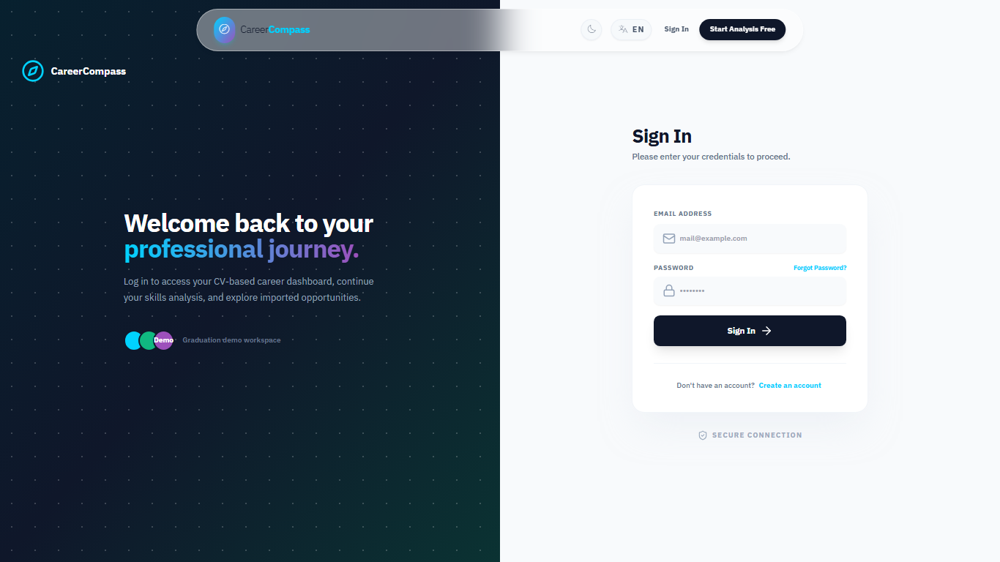 CareerCompass
EN
Sign In
Start Analysis Free
CareerCompass
Welcome back to your
professional journey.
Log in to access your CV-based career dashboard, continue
your skills analysis, and explore imported opportunities.
Demo
Graduation demo workspace
Sign In
Please enter your credentials to proceed.
EMAIL ADDRESS
mail@example.com
PASSWORD
Forgot Password?
••••••••
Sign In
Don't have an account? Create an account
SECURE CONNECTION